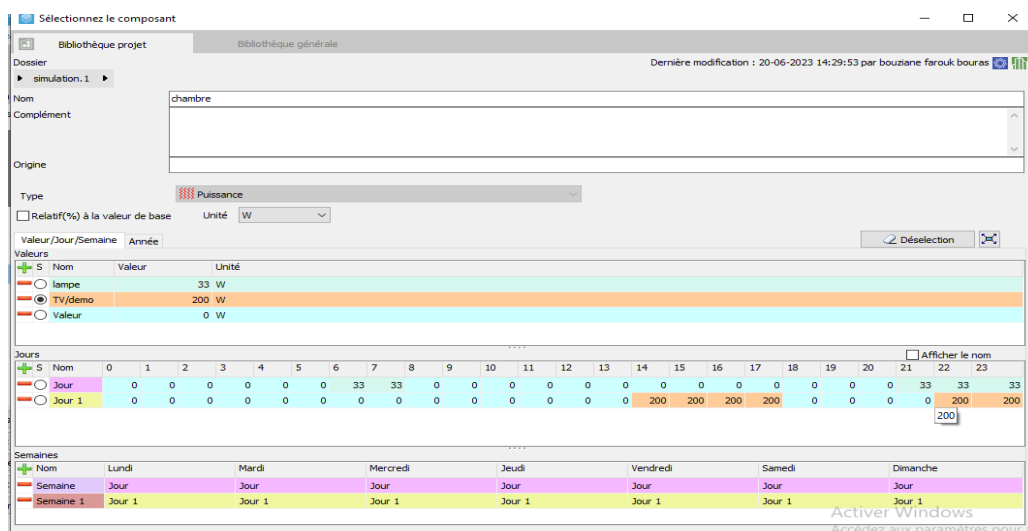 Sélectionnez le composant
Bibliothèque projet Bibliothèque générale
Dossier Dernière modification : 20-06-2023 14:29:53 par bouziane farouk bouras
simulation.1
Nom chambre
Complément
Origine
Type Puissance
Relatif(%) à la valeur de base Unité W
Valeur/Jour/Semaine Année Déselection
Valeurs
S Nom Valeur Unité
lampe 33 W
TV/demo 200 W
Valeur 0 W
Jours Afficher le nom
S Nom 0 1 2 3 4 5 6 7 8 9 10 11 12 13 14 15 16 17 18 19 20 21 22 23
Jour 0 0 0 0 0 0 33 33 0 0 0 0 0 0 0 0 0 0 0 0 0 33 33 33
Jour 1 0 0 0 0 0 0 0 0 0 0 0 0 0 0 200 200 200 200 0 0 0 0 200 200
200
Semaines
Nom Lundi Mardi Mercredi Jeudi Vendredi Samedi Dimanche
Semaine Jour Jour Jour Jour Jour Jour Jour
Semaine 1 Jour 1 Jour 1 Jour 1 Jour 1 Jour 1 Jour 1 Jour 1
Activer Windows
Accédez aux paramètres pour